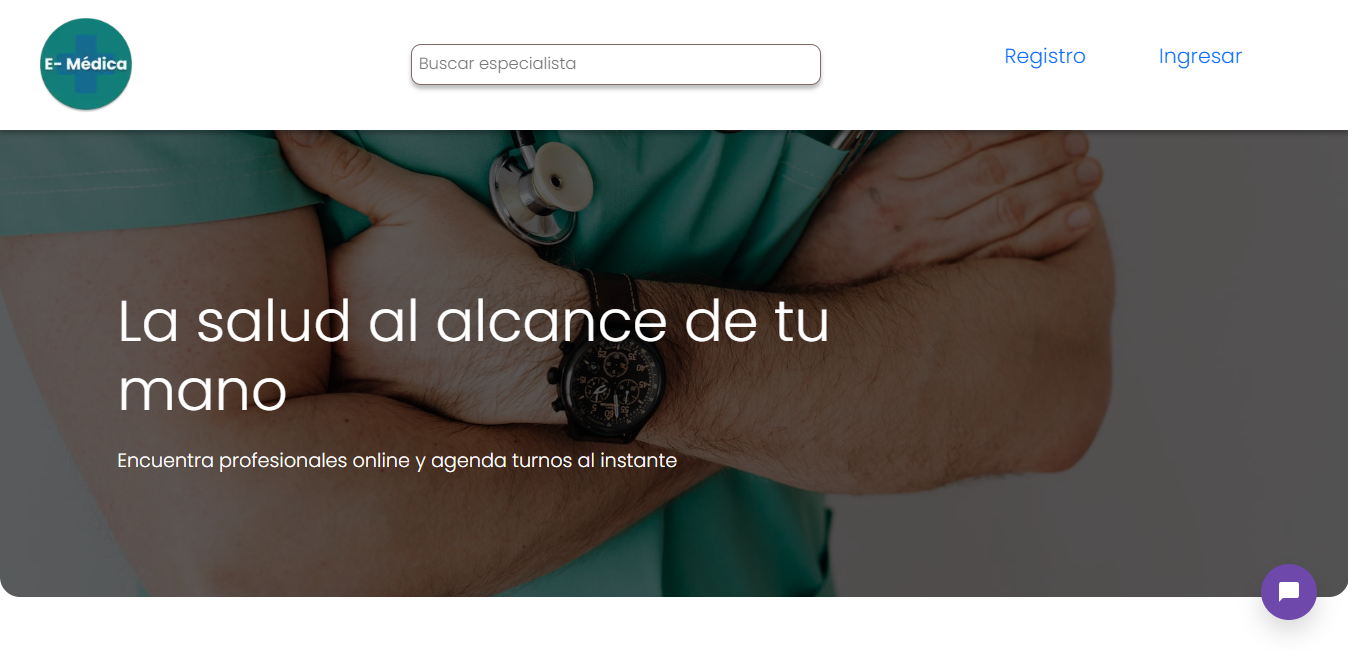 E- Médica
Buscar especialista
Registro
Ingresar
La salud al alcance de tu
mano
Encuentra profesionales online y agenda turnos al instante